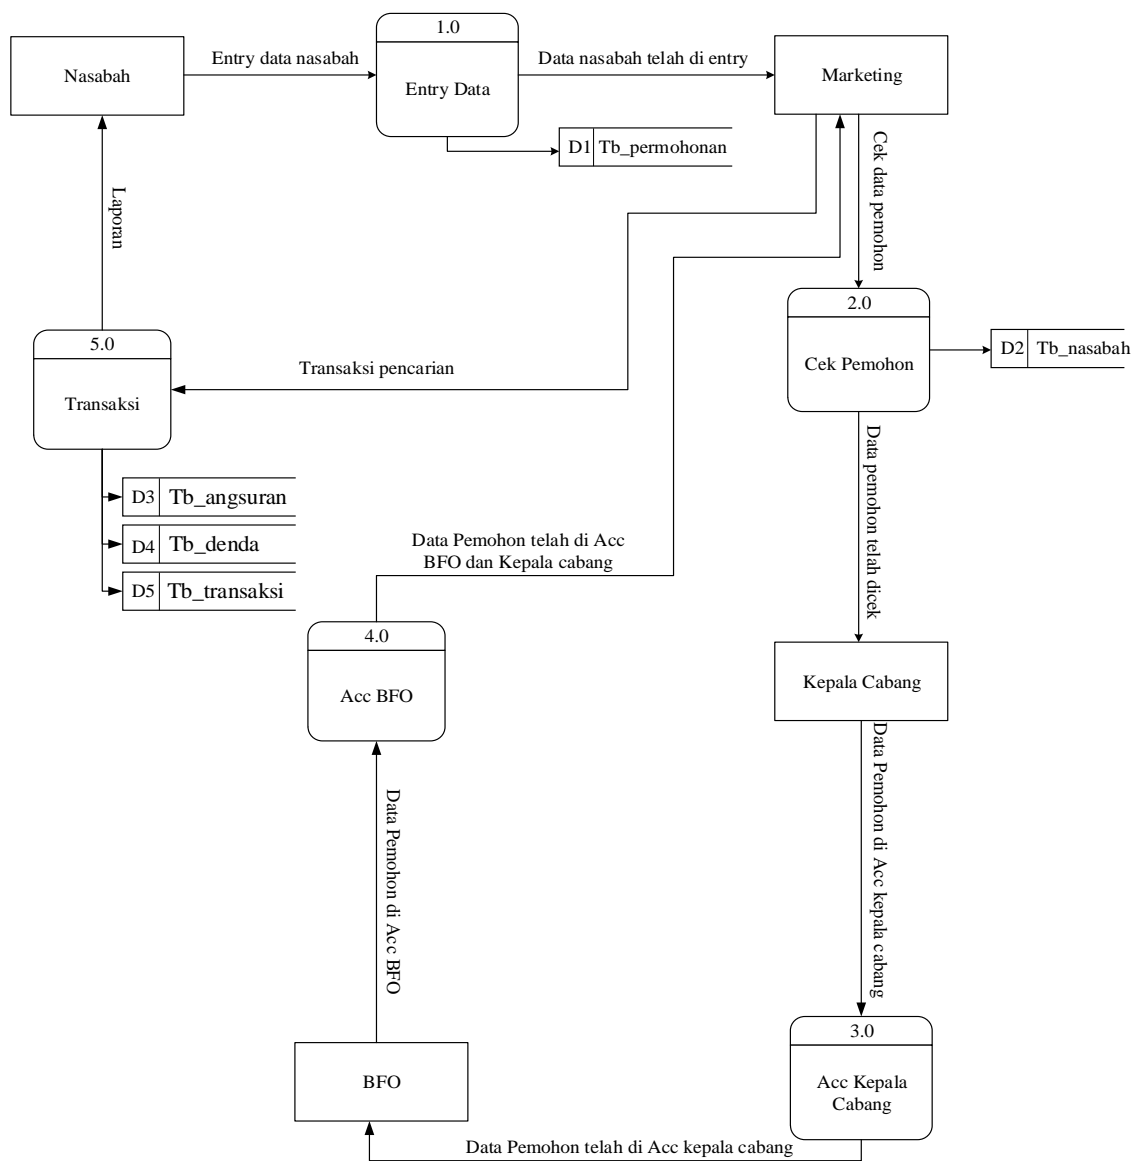 1.0
Nasabah
Entry data nasabah
Entry Data
Data nasabah telah di entry
Marketing
D1 Tb_permohonan
Cek data pemohon
Laporan
2.0
Cek Pemohon
D2 Tb_nasabah
5.0
Transaksi
Transaksi pencarian
Data pemohon telah dicek
D3 Tb_angsuran
D4 Tb_denda
D5 Tb_transaksi
Data Pemohon telah di Acc
BFO dan Kepala cabang
4.0
Acc BFO
Kepala Cabang
Data Pemohon di Acc kepala cabang
Data Pemohon di Acc BFO
3.0
Acc Kepala
Cabang
BFO
Data Pemohon telah di Acc kepala cabang